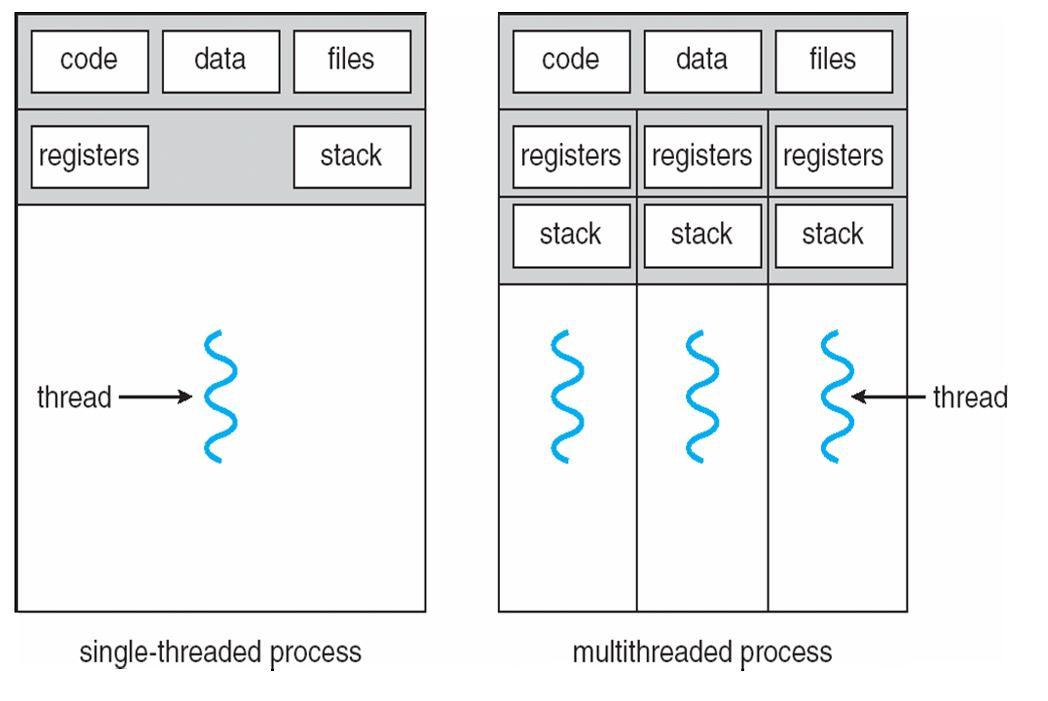 code data files
registers stack
thread
single-threaded process
code data files
registers registers registers
stack stack stack
thread
multithreaded process